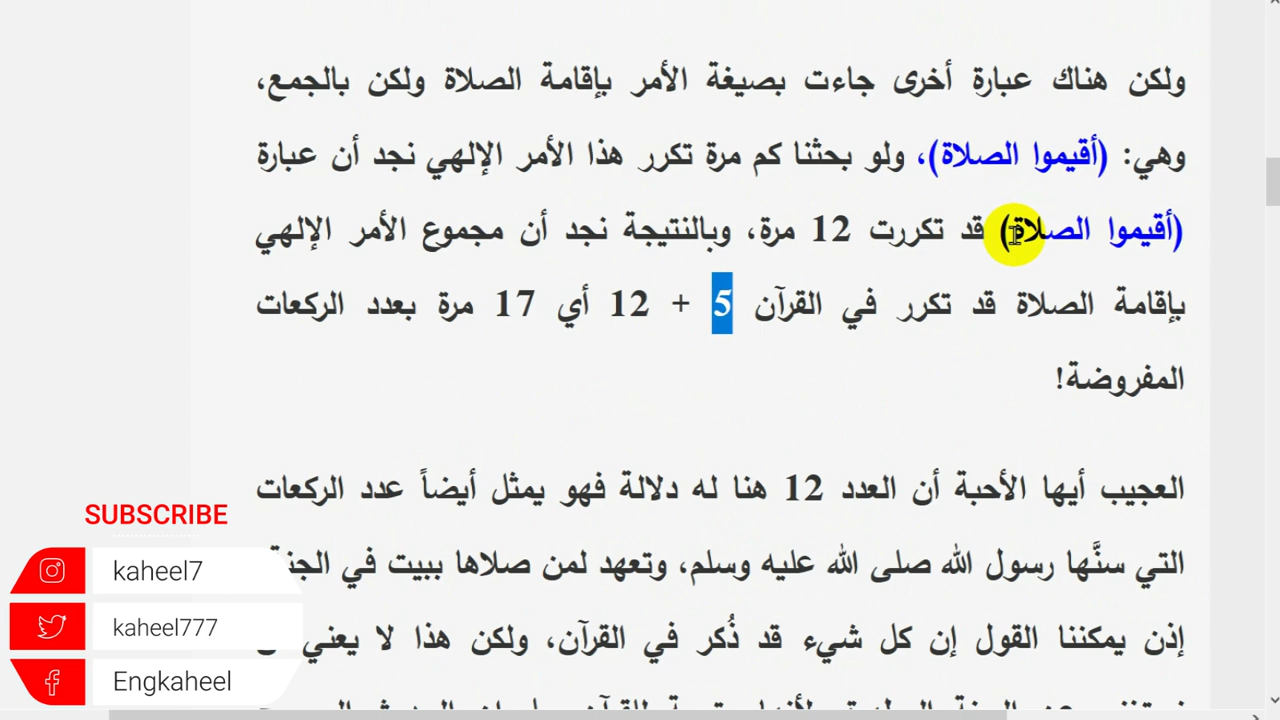 ولكن هناك عبارة أخرى جاءت بصيغة الأمر بإقامة الصلاة ولكن بالجمع،
وهي: (أقيموا الصلاة)، ولو بحثنا كم مرة تكرر هذا الأمر الإلهي نجد أن عبارة
(أقيموا الصلاة) قد تكررت 12 مرة، وبالنتيجة نجد أن مجموع الأمر الإلهي
بإقامة الصلاة قد تكرر في القرآن 5 + 12 أي 17 مرة بعدد الركعات
المفروضة!
العجيب أيها الأحبة أن العدد 12 هنا له دلالة فهو يمثل أيضاً عدد الركعات
التي سنَّها رسول الله صلى الله عليه وسلم، وتعهد لمن صلاها ببيت في
إذن يمكننا القول إن كل شيء قد ذُكر في القرآن، ولكن هذا لا يعني
SUBSCRIBE
kaheel7
kaheel777
Engkaheel